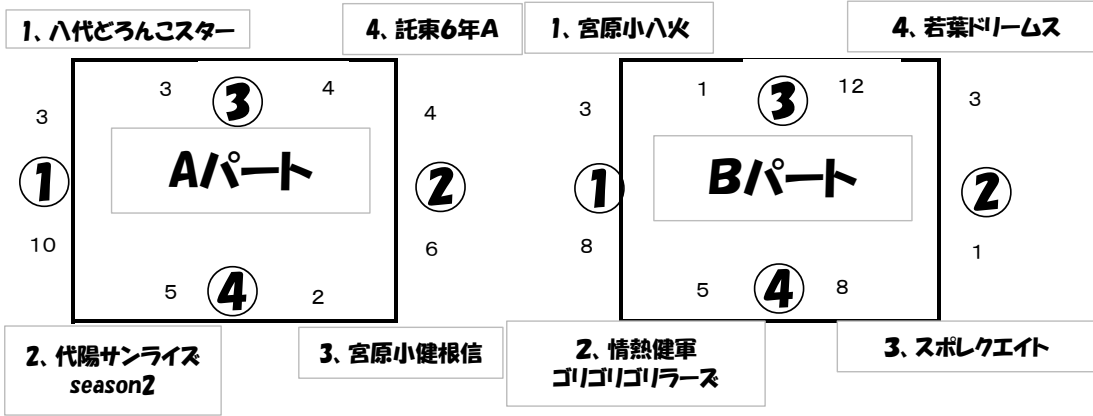 1、八代どろんこスター
4、託東6年A
1、宮原小八火
4、若葉ドリームス
3
③
4
3
4
Aパート
①
②
10
6
5
④
2
2、代陽サンライズ
season2
3、宮原小健根信
1
③
12
3
3
Bパート
①
②
8
1
5
④
8
2、情熱健軍
ゴリゴリゴリラーズ
3、スポレクエイト